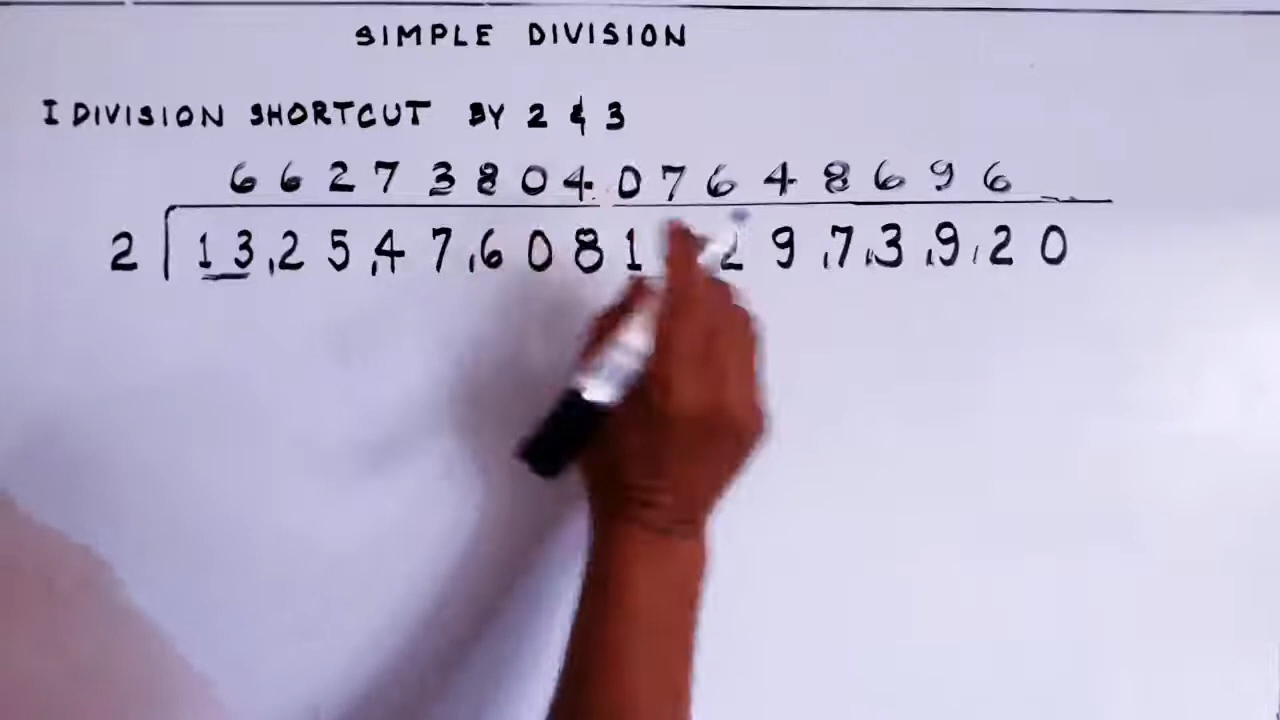 SIMPLE DIVISION
I DIVISION SHORTCUT BY 2 & 3
6 6 2 7 3 8 0 4 0 7 6 4 8 6 9 6
2 1 3 , 2 5 , 4 7 , 6 0 8 1 2 9 , 7 , 3 , 9 , 2 0